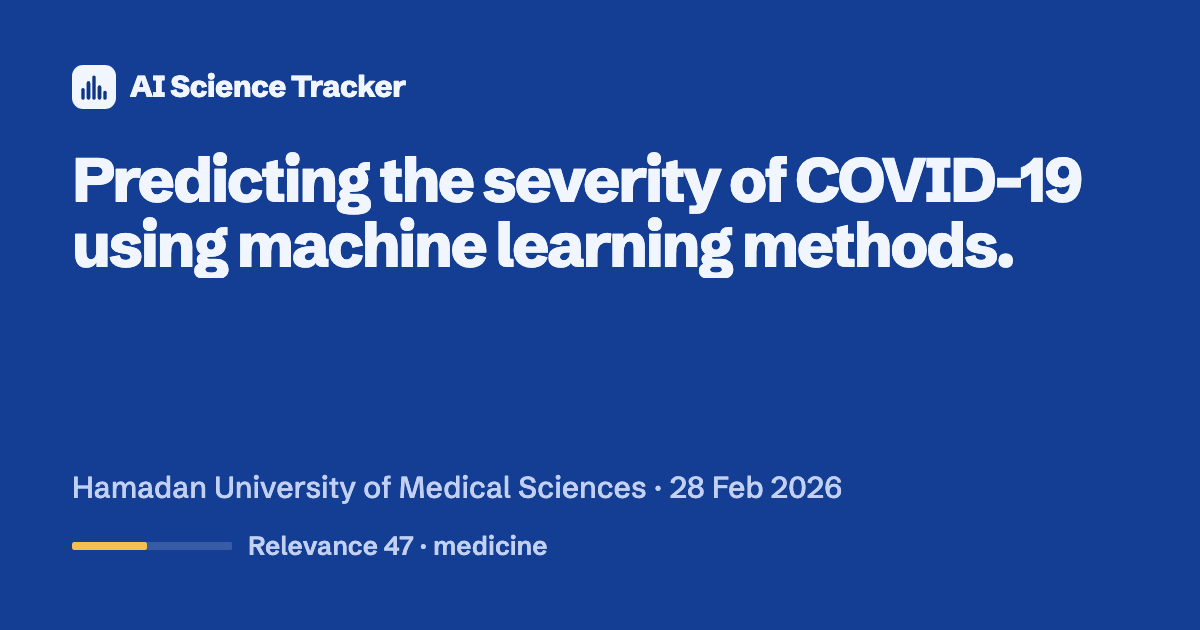 AI Science Tracker
Predicting the severity of COVID-19
using machine learning methods.
Hamadan University of Medical Sciences · 28 Feb 2026
Relevance 47 · medicine